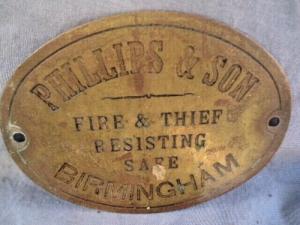 PHILLIPS & SON
FIRE & THIEF
RESISTING
SAFE
BIRMINGHAM